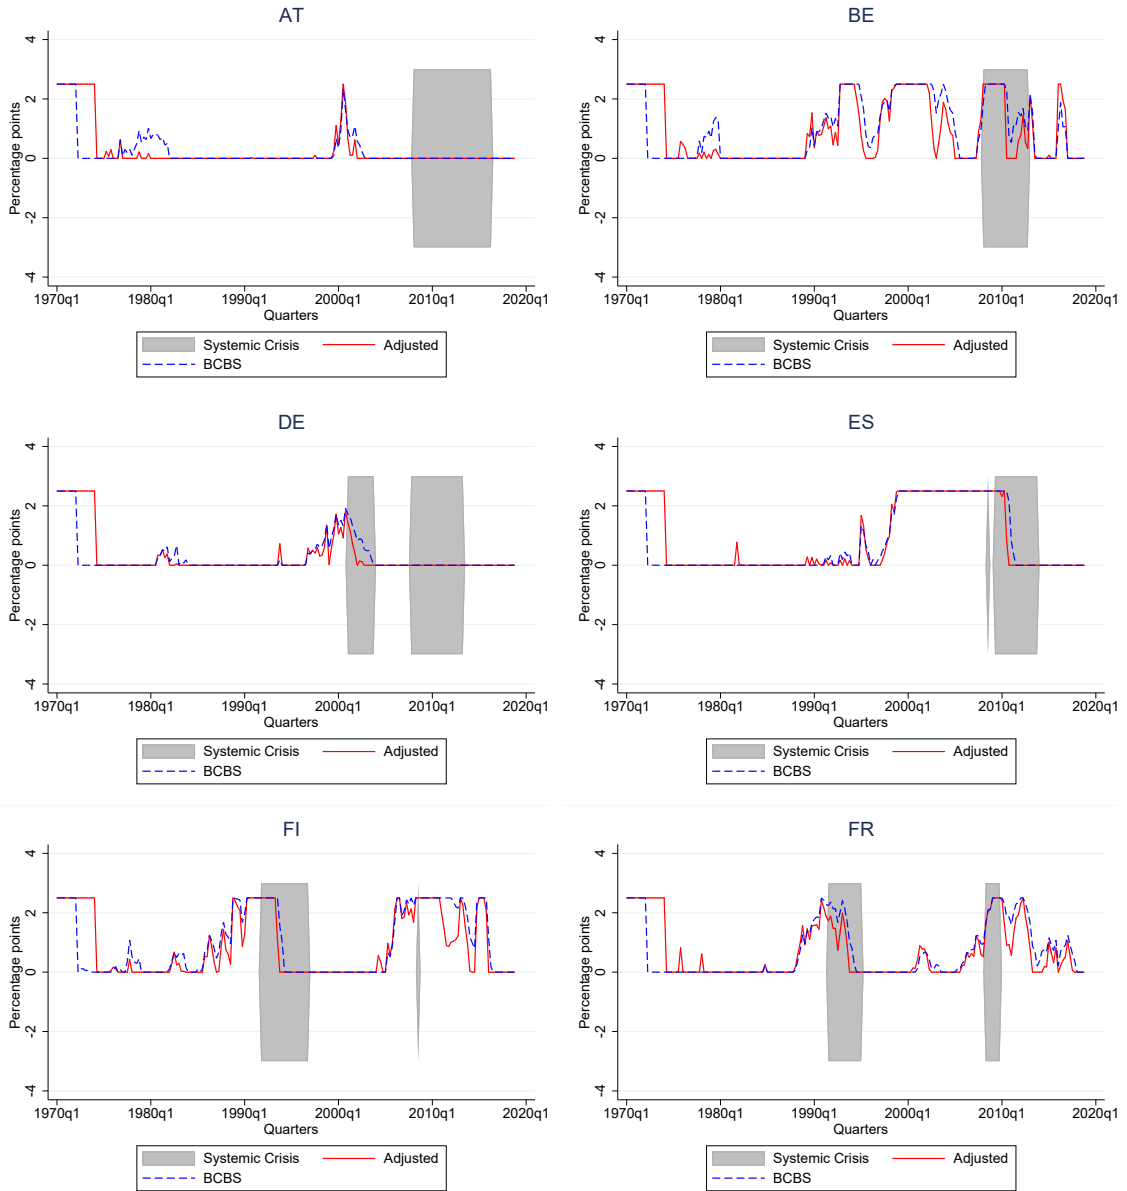 AT
Percentage points
4
2
0
-2
-4
1970q1 1980q1 1990q1 2000q1 2010q1 2020q1
Quarters
Systemic Crisis Adjusted
BCBS
BE
Percentage points
4
2
0
-2
-4
1970q1 1980q1 1990q1 2000q1 2010q1 2020q1
Quarters
Systemic Crisis Adjusted
BCBS
DE
Percentage points
4
2
0
-2
-4
1970q1 1980q1 1990q1 2000q1 2010q1 2020q1
Quarters
Systemic Crisis Adjusted
BCBS
ES
Percentage points
4
2
0
-2
-4
1970q1 1980q1 1990q1 2000q1 2010q1 2020q1
Quarters
Systemic Crisis Adjusted
BCBS
FI
Percentage points
4
2
0
-2
-4
1970q1 1980q1 1990q1 2000q1 2010q1 2020q1
Quarters
Systemic Crisis Adjusted
BCBS
FR
Percentage points
4
2
0
-2
-4
1970q1 1980q1 1990q1 2000q1 2010q1 2020q1
Quarters
Systemic Crisis Adjusted
BCBS